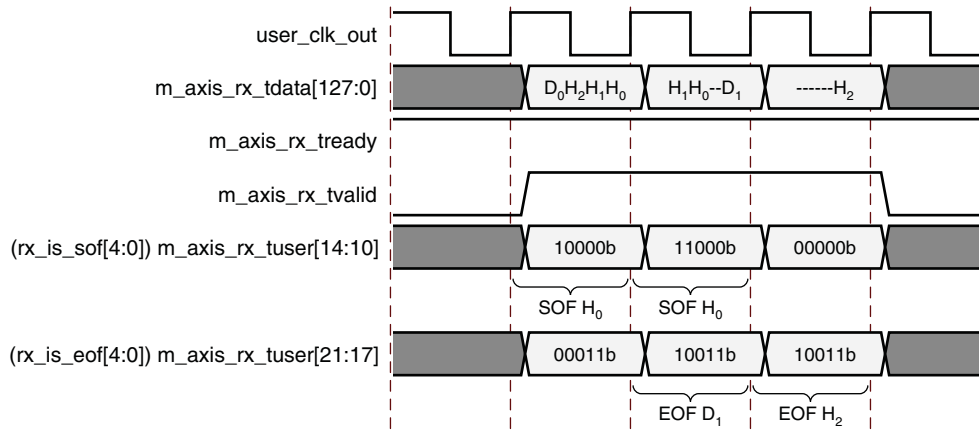 user_clk_out
m_axis_rx_tdata[127:0] D₀H₂H₁H₀ H₁H₀--D₁ ------H₂
m_axis_rx_tready
m_axis_rx_tvalid
(rx_is_sof[4:0]) m_axis_rx_tuser[14:10] 10000b 11000b 00000b
SOF H₀ SOF H₀
(rx_is_eof[4:0]) m_axis_rx_tuser[21:17] 00011b 10011b 10011b
EOF D₁ EOF H₂